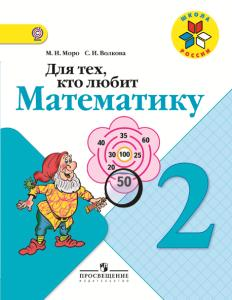 М. И. Моро С. И. Волкова
ШКОЛА
РОССИИ
Для тех,
кто любит
Математику
35
40 60
30 100 25
20
50
2
ПРОСВЕЩЕНИЕ
ИЗДАТЕЛЬСТВО